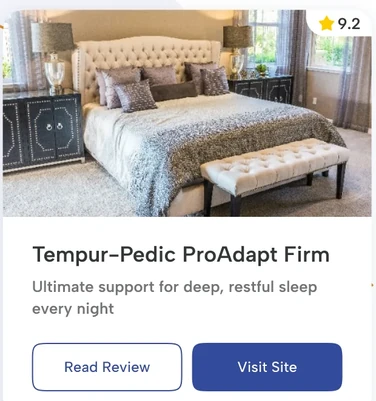 9.2
Tempur-Pedic ProAdapt Firm
Ultimate support for deep, restful sleep
every night
Read Review
Visit Site